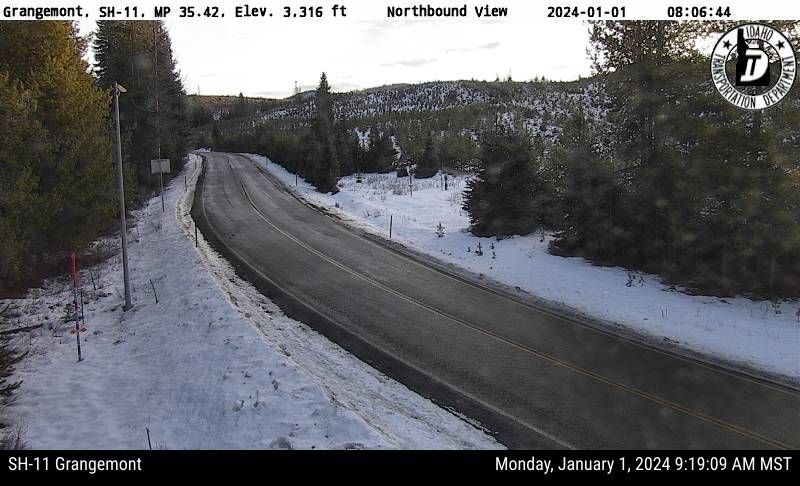 Grangemont, SH-11, MP 35.42, Elev. 3,316 ft Northbound View 2024-01-01 08:06:44
IDAHO
TRANSPORTATION DEPARTMENT
SH-11 Grangemont Monday, January 1, 2024 9:19:09 AM MST